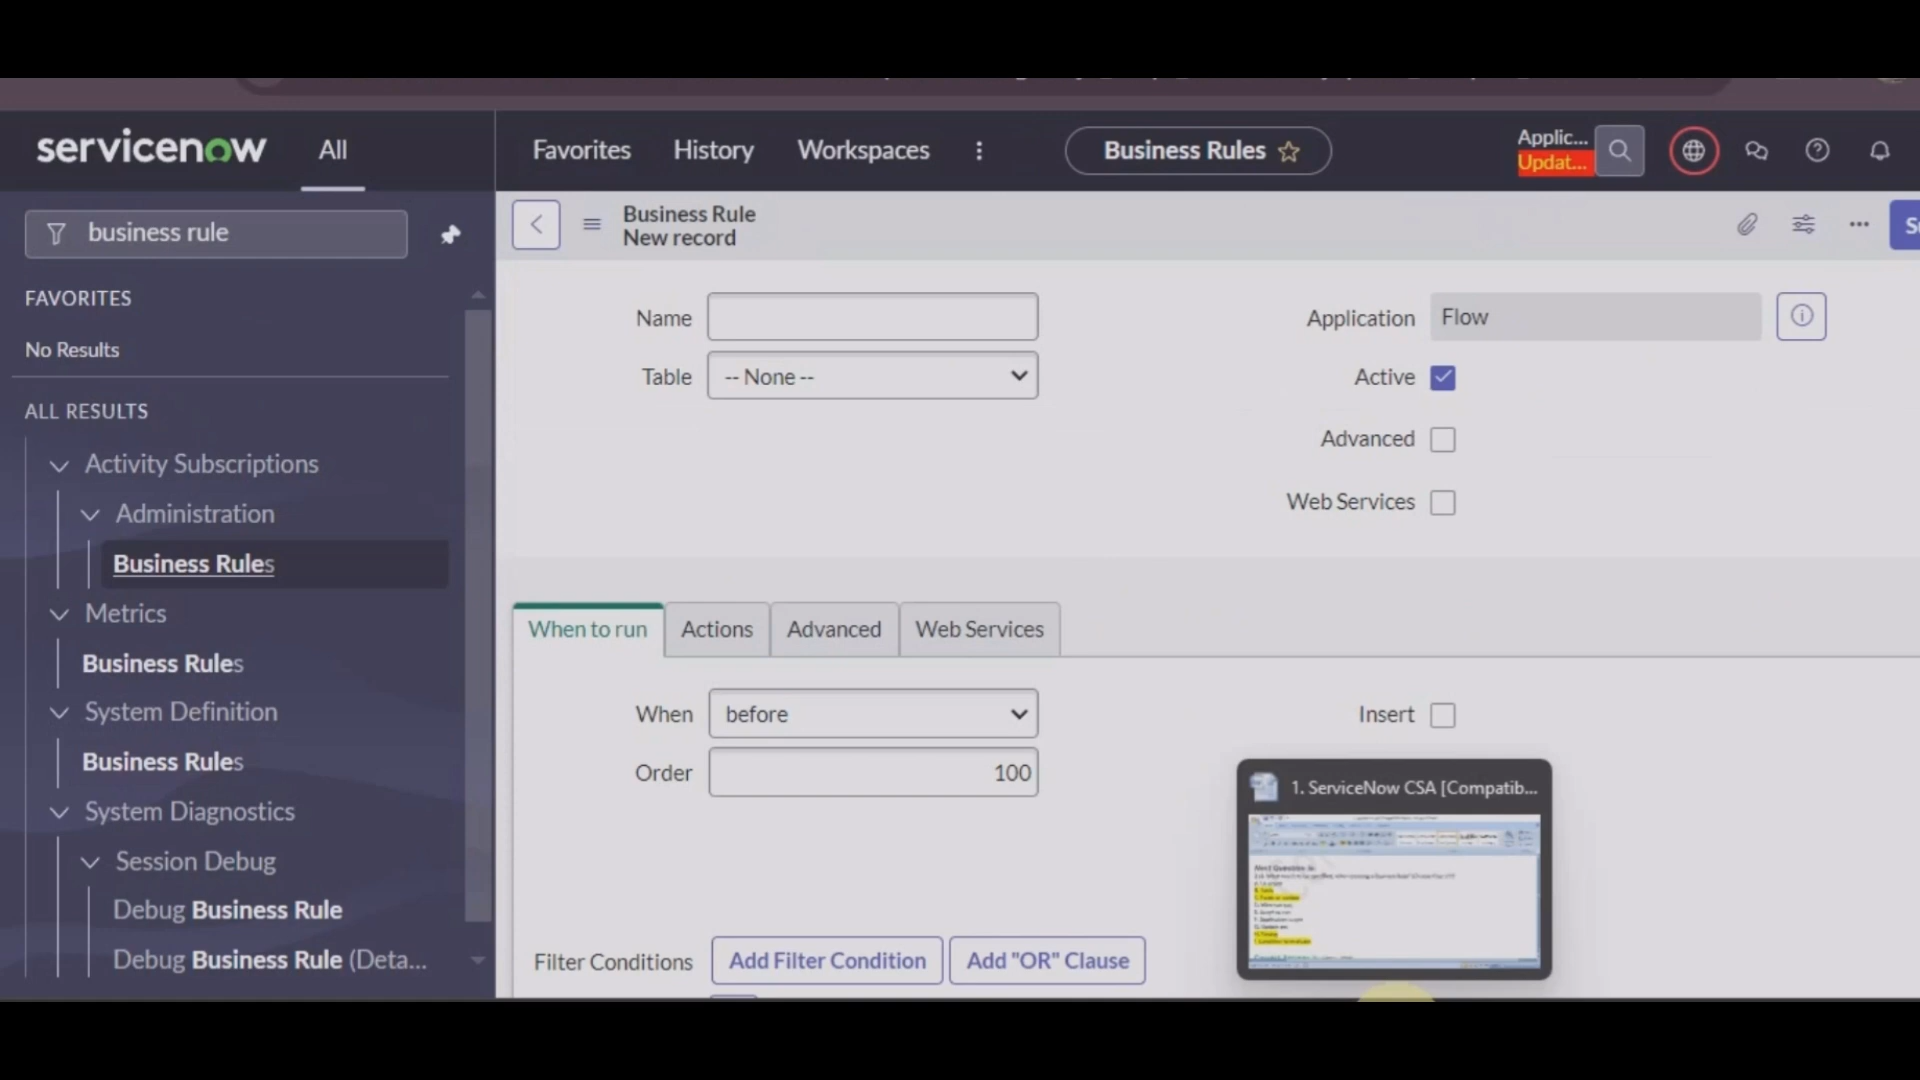 servicenow
All
Favorites
History
Workspaces
Business Rules
Applic...
Updat...
business rule
FAVORITES
No Results
ALL RESULTS
Activity Subscriptions
Administration
Business Rules
Metrics
Business Rules
System Definition
Business Rules
System Diagnostics
Session Debug
Debug Business Rule
Debug Business Rule (Deta...
Business Rule
New record
Name
Application
Flow
Table
-- None --
Active
Advanced
Web Services
When to run
Actions
Advanced
Web Services
When
before
Insert
Order
100
1. ServiceNow CSA [Compatib...
Filter Conditions
Add Filter Condition
Add "OR" Clause